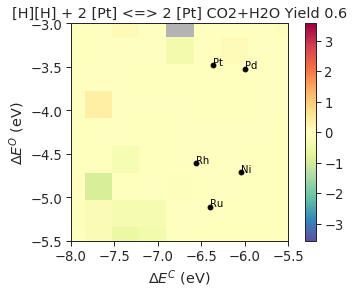 [H][H] + 2 [Pt] <=> 2 [Pt] CO2+H2O Yield 0.6
−3.0
−3.5
−4.0
−4.5
−5.0
−5.5
ΔE^O (eV)
Pt
Pd
Rh
Ni
Ru
−8.0 −7.5 −7.0 −6.5 −6.0 −5.5
ΔE^C (eV)
3
2
1
0
−1
−2
−3